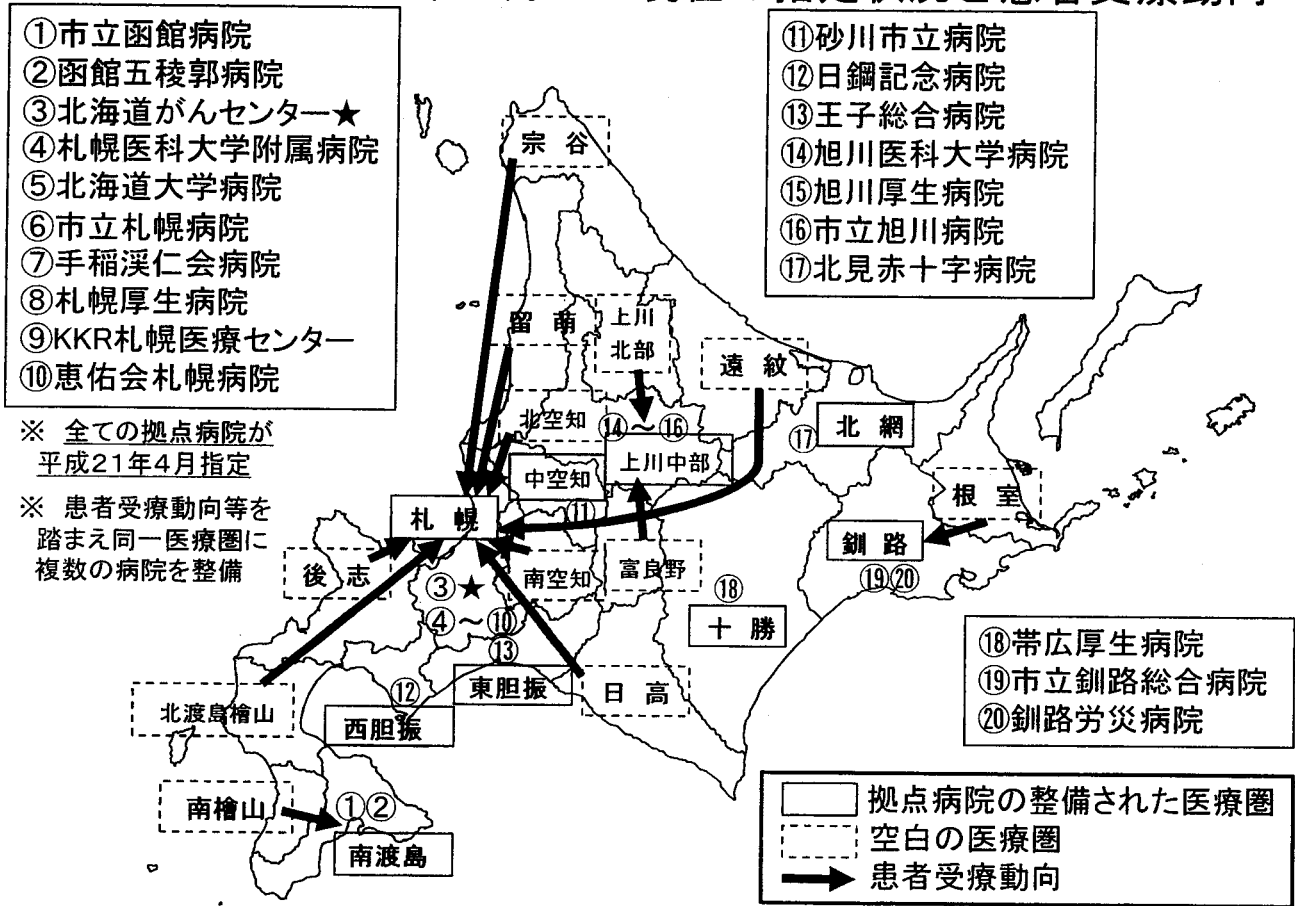 ①市立函館病院
②函館五稜郭病院
③北海道がんセンター★
④札幌医科大学附属病院
⑤北海道大学病院
⑥市立札幌病院
⑦手稲渓仁会病院
⑧札幌厚生病院
⑨KKR札幌医療センター
⑩恵佑会札幌病院
※ 全ての拠点病院が
平成21年4月指定
※ 患者受療動向等を
踏まえ同一医療圏に
複数の病院を整備
⑪砂川市立病院
⑫日鋼記念病院
⑬王子総合病院
⑭旭川医科大学病院
⑮旭川厚生病院
⑯市立旭川病院
⑰北見赤十字病院
宗谷
留萌
上川
北部
遠紋
北空知
⑭～⑯
上川中部
⑰
北網
中空知
⑪
根室
札幌
釧路
⑲⑳
後志
南空知
富良野
③★
④～⑩
⑱
十勝
⑬
東胆振
日高
⑫
西胆振
北渡島檜山
南檜山
①②
南渡島
⑱帯広厚生病院
⑲市立釧路総合病院
⑳釧路労災病院
拠点病院の整備された医療圏
空白の医療圏
患者受療動向